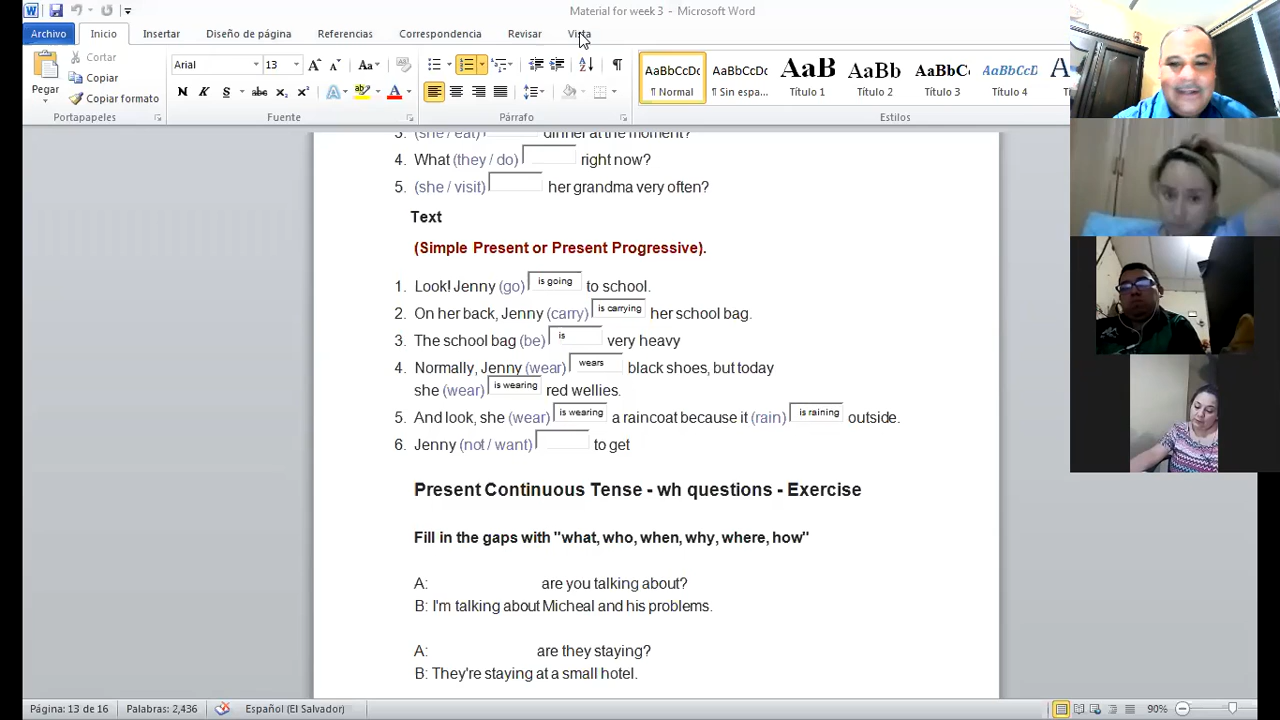 Material for week 3 - Microsoft Word
Archivo Inicio Insertar Diseño de página Referencias Correspondencia Revisar Vista
Cortar
Copiar
Copiar formato
Pegar
Portapapeles
Arial 13
Fuente
Párrafo
AaBbCcDc AaBbCcDc AaB AaBb AaBbC AaBbCcDc
¶ Normal ¶ Sin espa... Título 1 Título 2 Título 3 Título 4
Estilos
3. (she / eat) dinner at the moment?
4. What (they / do) right now?
5. (she / visit) her grandma very often?
Text
(Simple Present or Present Progressive).
1. Look! Jenny (go) is going to school.
2. On her back, Jenny (carry) is carrying her school bag.
3. The school bag (be) is very heavy
4. Normally, Jenny (wear) wears black shoes, but today
she (wear) is wearing red wellies.
5. And look, she (wear) is wearing a raincoat because it (rain) is raining outside.
6. Jenny (not / want) to get
Present Continuous Tense - wh questions - Exercise
Fill in the gaps with "what, who, when, why, where, how"
A: are you talking about?
B: I'm talking about Micheal and his problems.
A: are they staying?
B: They're staying at a small hotel.
Página: 13 de 16 Palabras: 2,436 Español (El Salvador) 90%